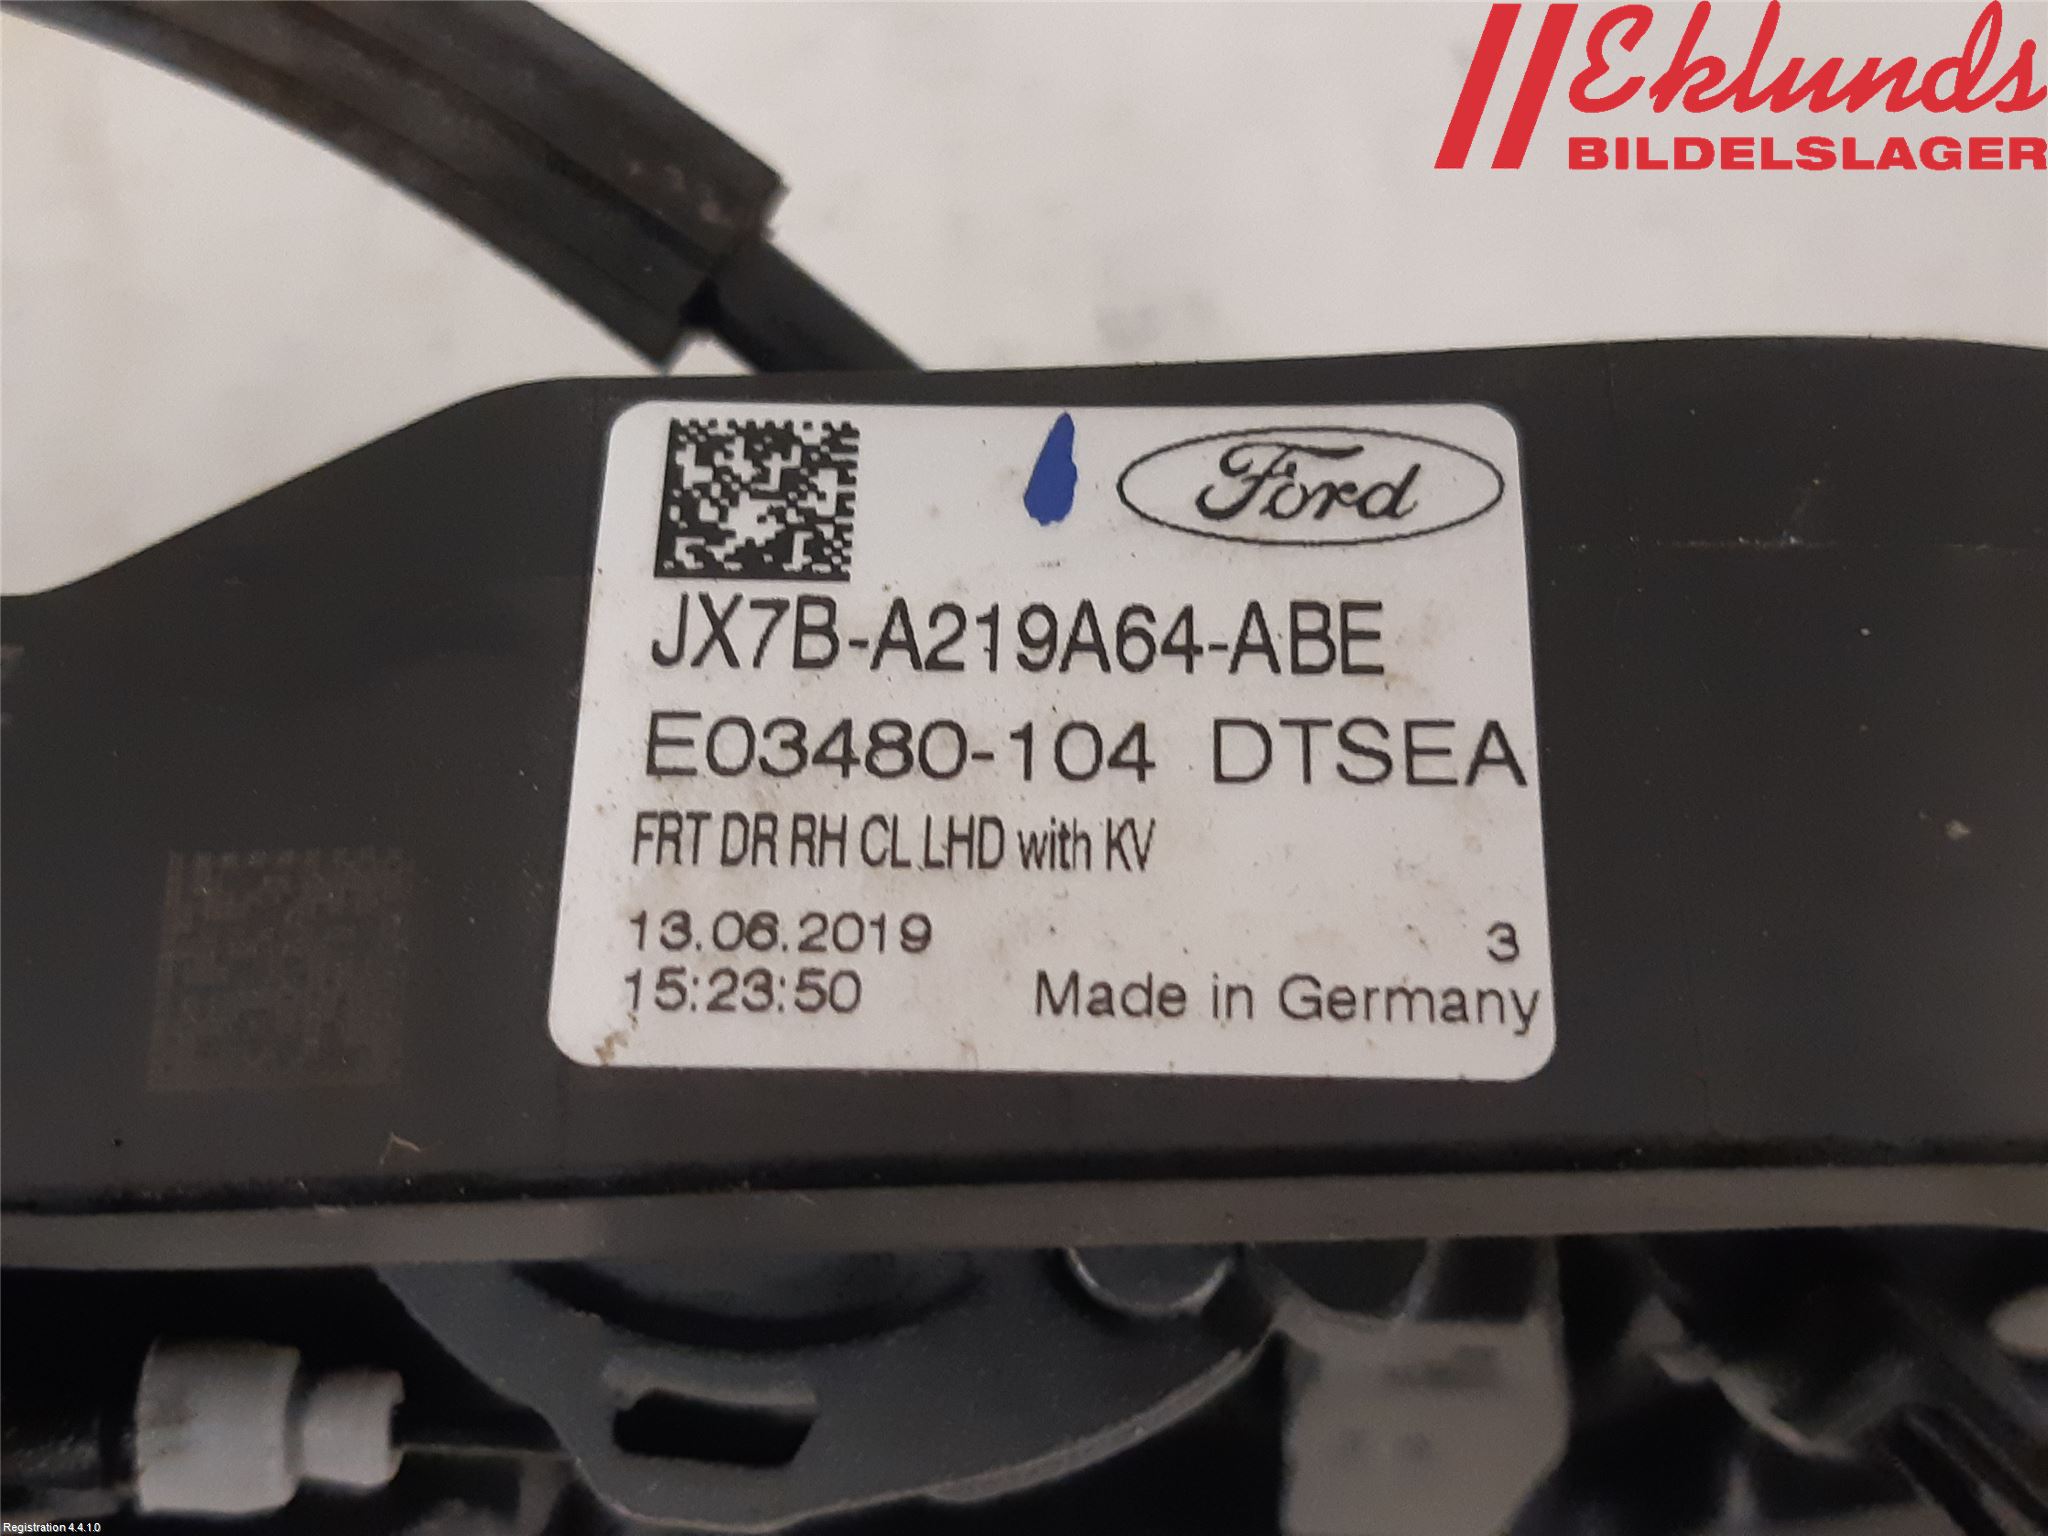 Eklunds
BILDELSLAGER
Ford
JX7B-A219A64-ABE
E03480-104 DTSEA
FRT DR RH CL LHD with KV
13.06.2019
3
15:23:50
Made in Germany
Registration 4.4.1.0